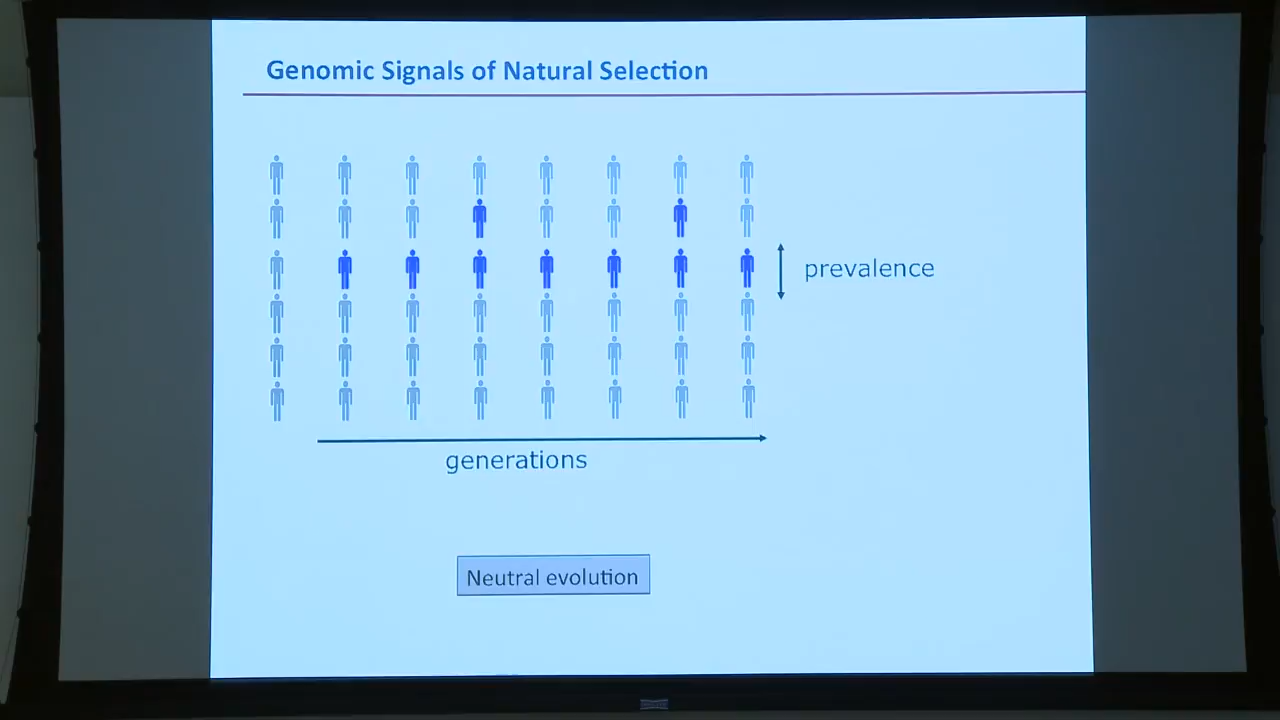 Genomic Signals of Natural Selection
prevalence
generations
Neutral evolution